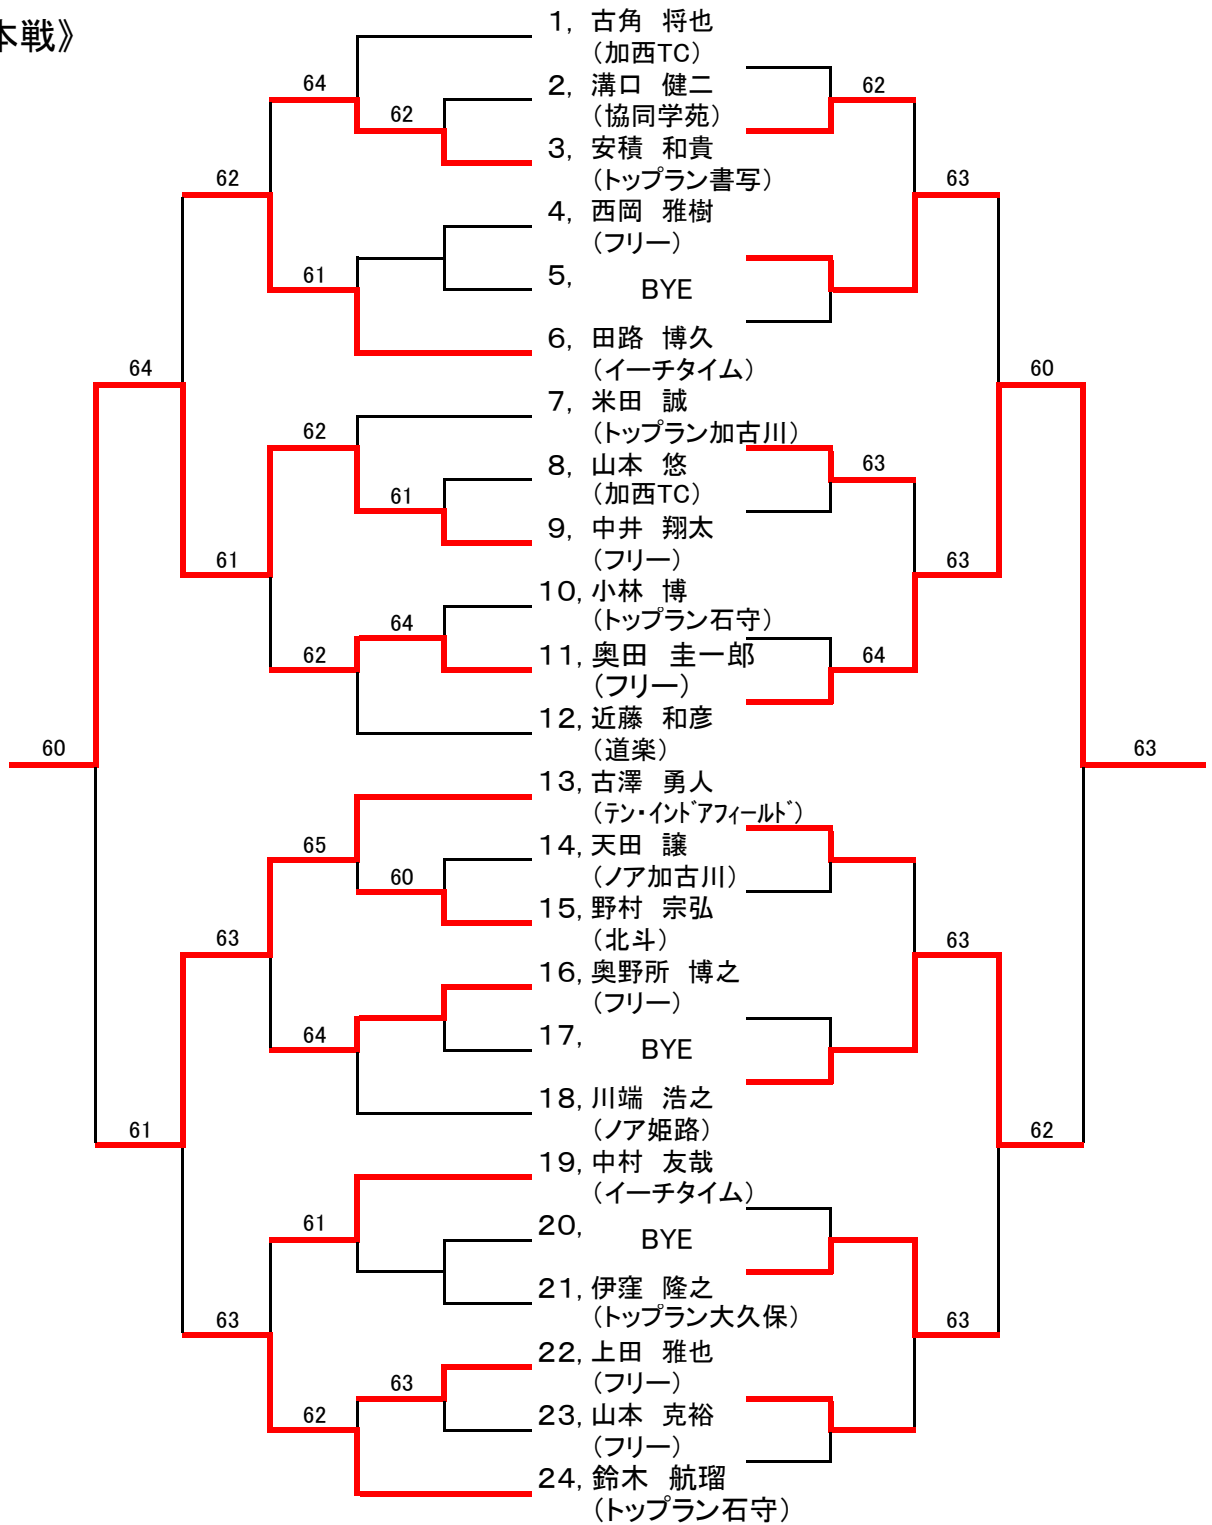 本戦》
1, 古角 将也
(加西TC)
2, 溝口 健二
(協同学苑)
3, 安積 和貴
(トップラン書写)
4, 西岡 雅樹
(フリー)
5, BYE
6, 田路 博久
(イーチタイム)
7, 米田 誠
(トップラン加古川)
8, 山本 悠
(加西TC)
9, 中井 翔太
(フリー)
10, 小林 博
(トップラン石守)
11, 奥田 圭一郎
(フリー)
12, 近藤 和彦
(道楽)
13, 古澤 勇人
(テン・インドアフィールド)
14, 天田 譲
(ノア加古川)
15, 野村 宗弘
(北斗)
16, 奥野所 博之
(フリー)
17, BYE
18, 川端 浩之
(ノア姫路)
19, 中村 友哉
(イーチタイム)
20, BYE
21, 伊窪 隆之
(トップラン大久保)
22, 上田 雅也
(フリー)
23, 山本 克裕
(フリー)
24, 鈴木 航瑠
(トップラン石守)
62
61
64
60
63
64
61
62
62
65
64
61
62
62
61
63
63
64
61
60
62
63
64
63
63
63
63
60
62
63